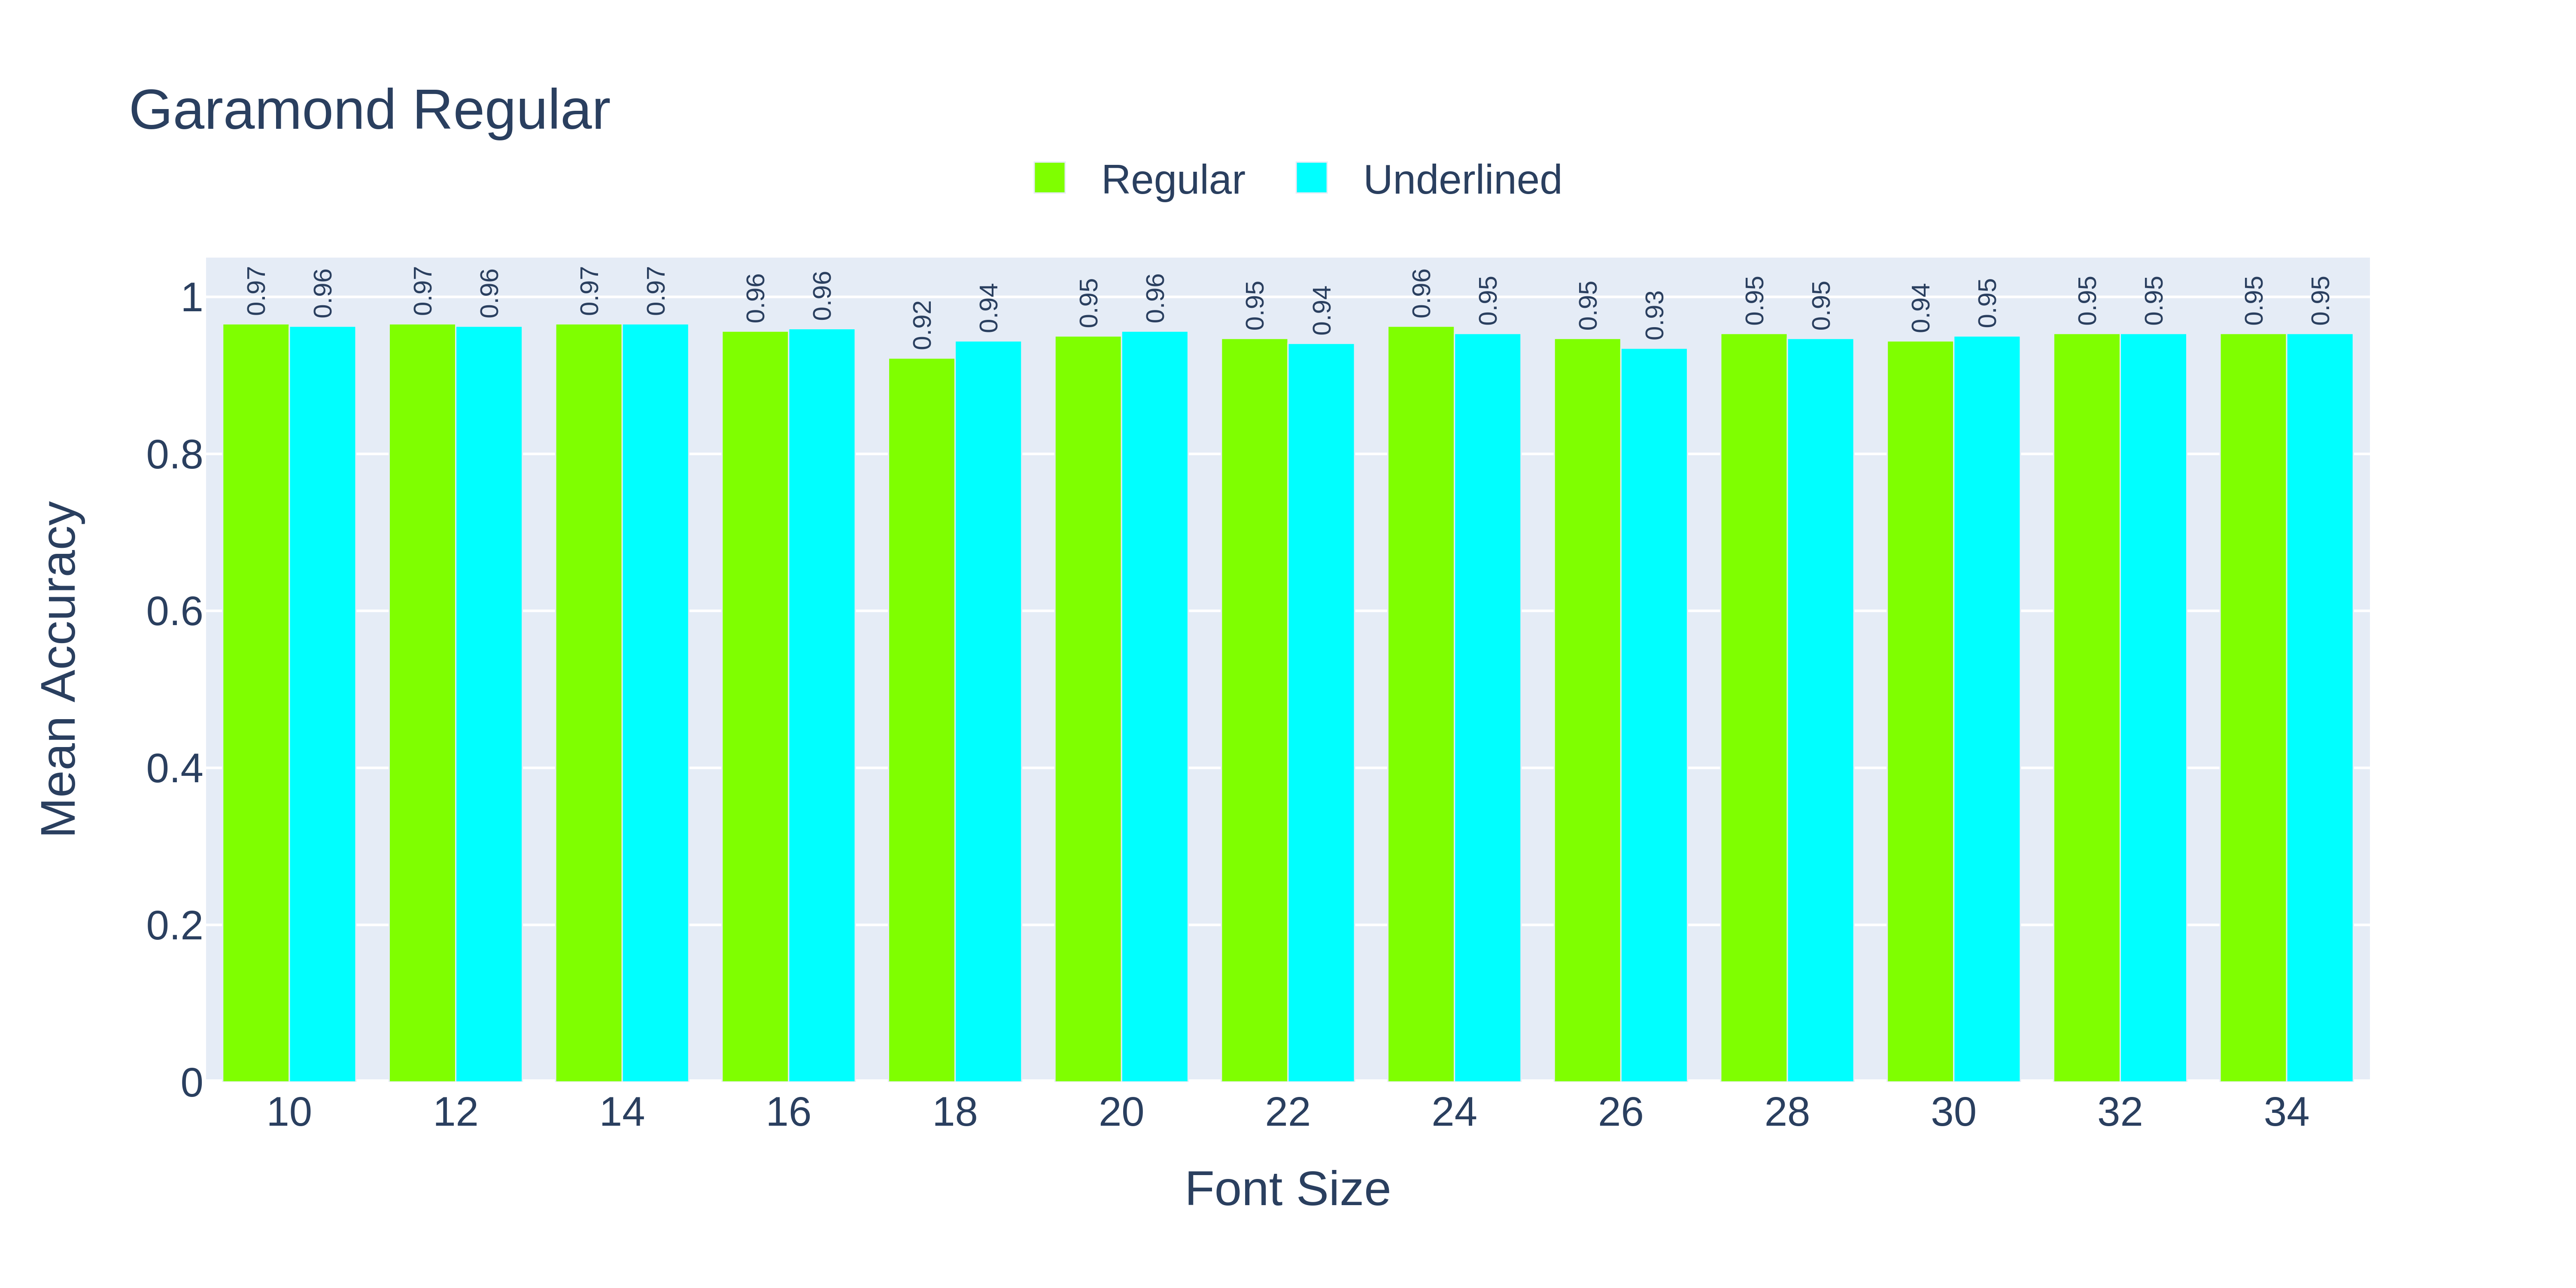 Garamond Regular
Regular Underlined
0.97 0.96 0.97 0.96 0.97 0.97 0.96 0.96 0.92 0.94 0.95 0.96 0.95 0.94 0.96 0.95 0.95 0.93 0.95 0.95 0.94 0.95 0.95 0.95 0.95 0.95
1
0.8
0.6
0.4
0.2
0
Mean Accuracy
10 12 14 16 18 20 22 24 26 28 30 32 34
Font Size